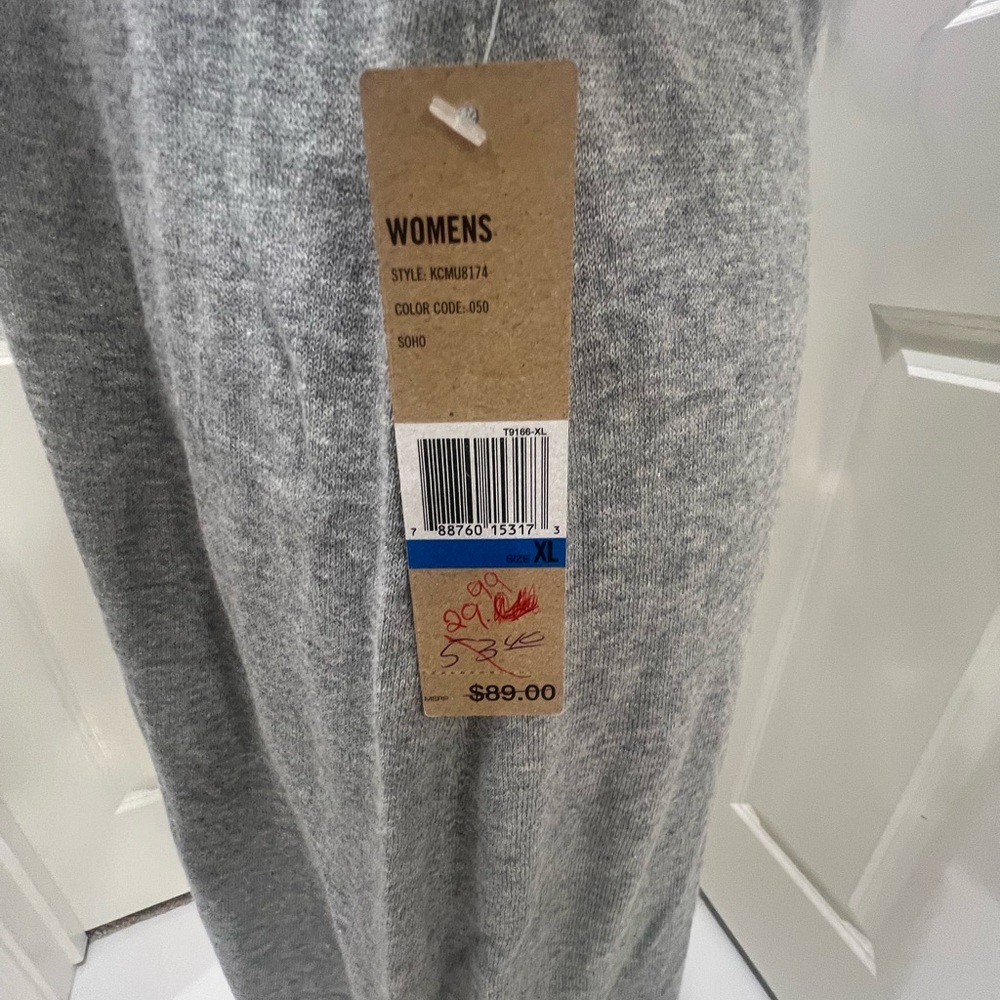 WOMENS
STYLE: KCMU8174
COLOR CODE: 050
SOHO
T9166-XL
7 88760 15317 3
SIZE XL
29.99
53.40
MSRP $89.00